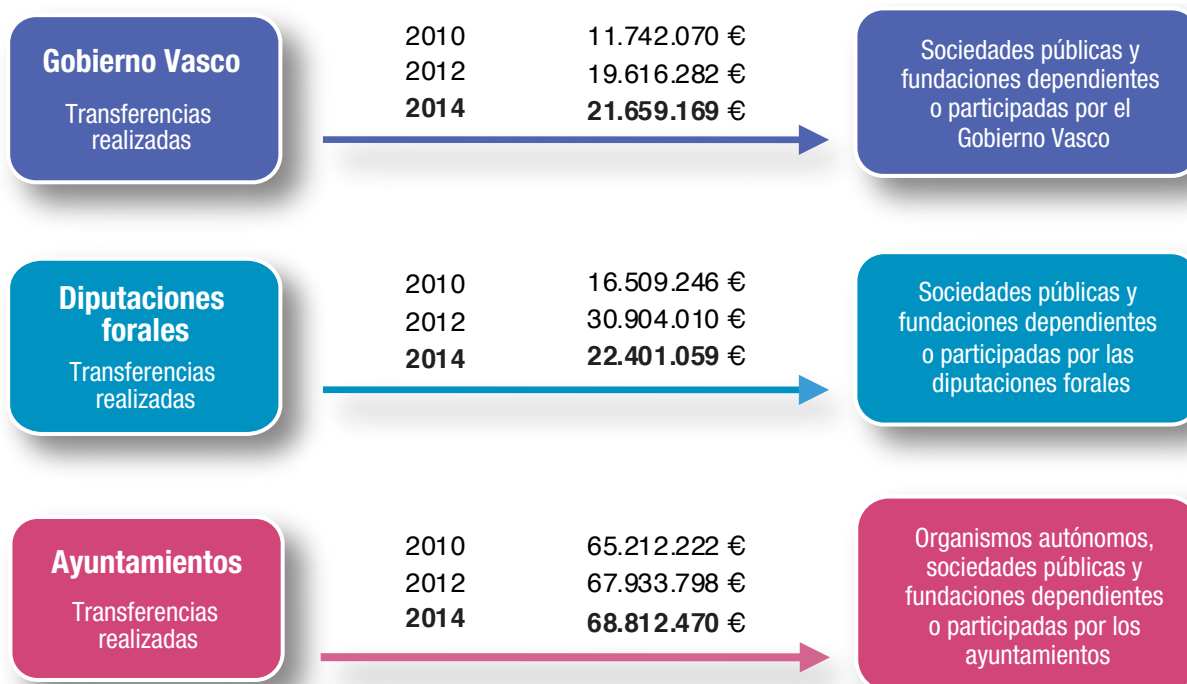 Gobierno Vasco
Transferencias
realizadas
2010 11.742.070 €
2012 19.616.282 €
2014 21.659.169 €
Sociedades públicas y
fundaciones dependientes
o participadas por el
Gobierno Vasco
Diputaciones
forales
Transferencias
realizadas
2010 16.509.246 €
2012 30.904.010 €
2014 22.401.059 €
Sociedades públicas y
fundaciones dependientes
o participadas por las
diputaciones forales
Ayuntamientos
Transferencias
realizadas
2010 65.212.222 €
2012 67.933.798 €
2014 68.812.470 €
Organismos autónomos,
sociedades públicas y
fundaciones dependientes
o participadas por los
ayuntamientos